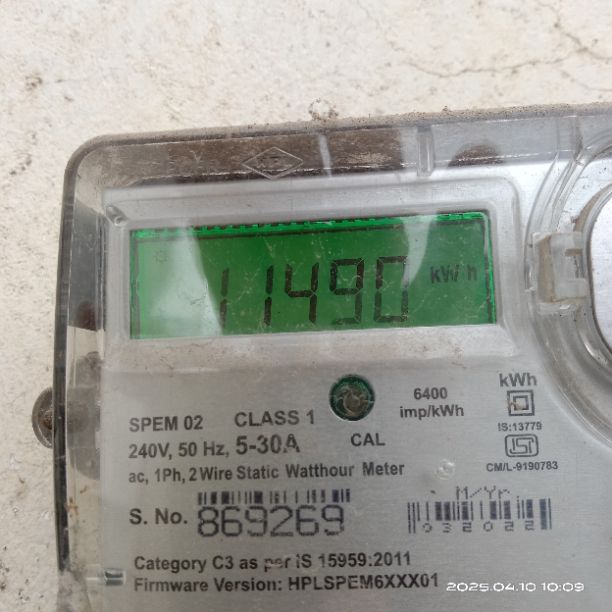 11490 kWh
SPEM 02 CLASS 1
6400 imp/kWh
kWh
240V, 50 Hz, 5-30A
CAL
IS:13779
ac, 1Ph, 2 Wire Static Watthour Meter
CM/L-9190783
M/Yr.
S. No. 869269
032022
Category C3 as per IS 15959:2011
Firmware Version: HPLSPEM6XXX01
2025.04.10 10:09